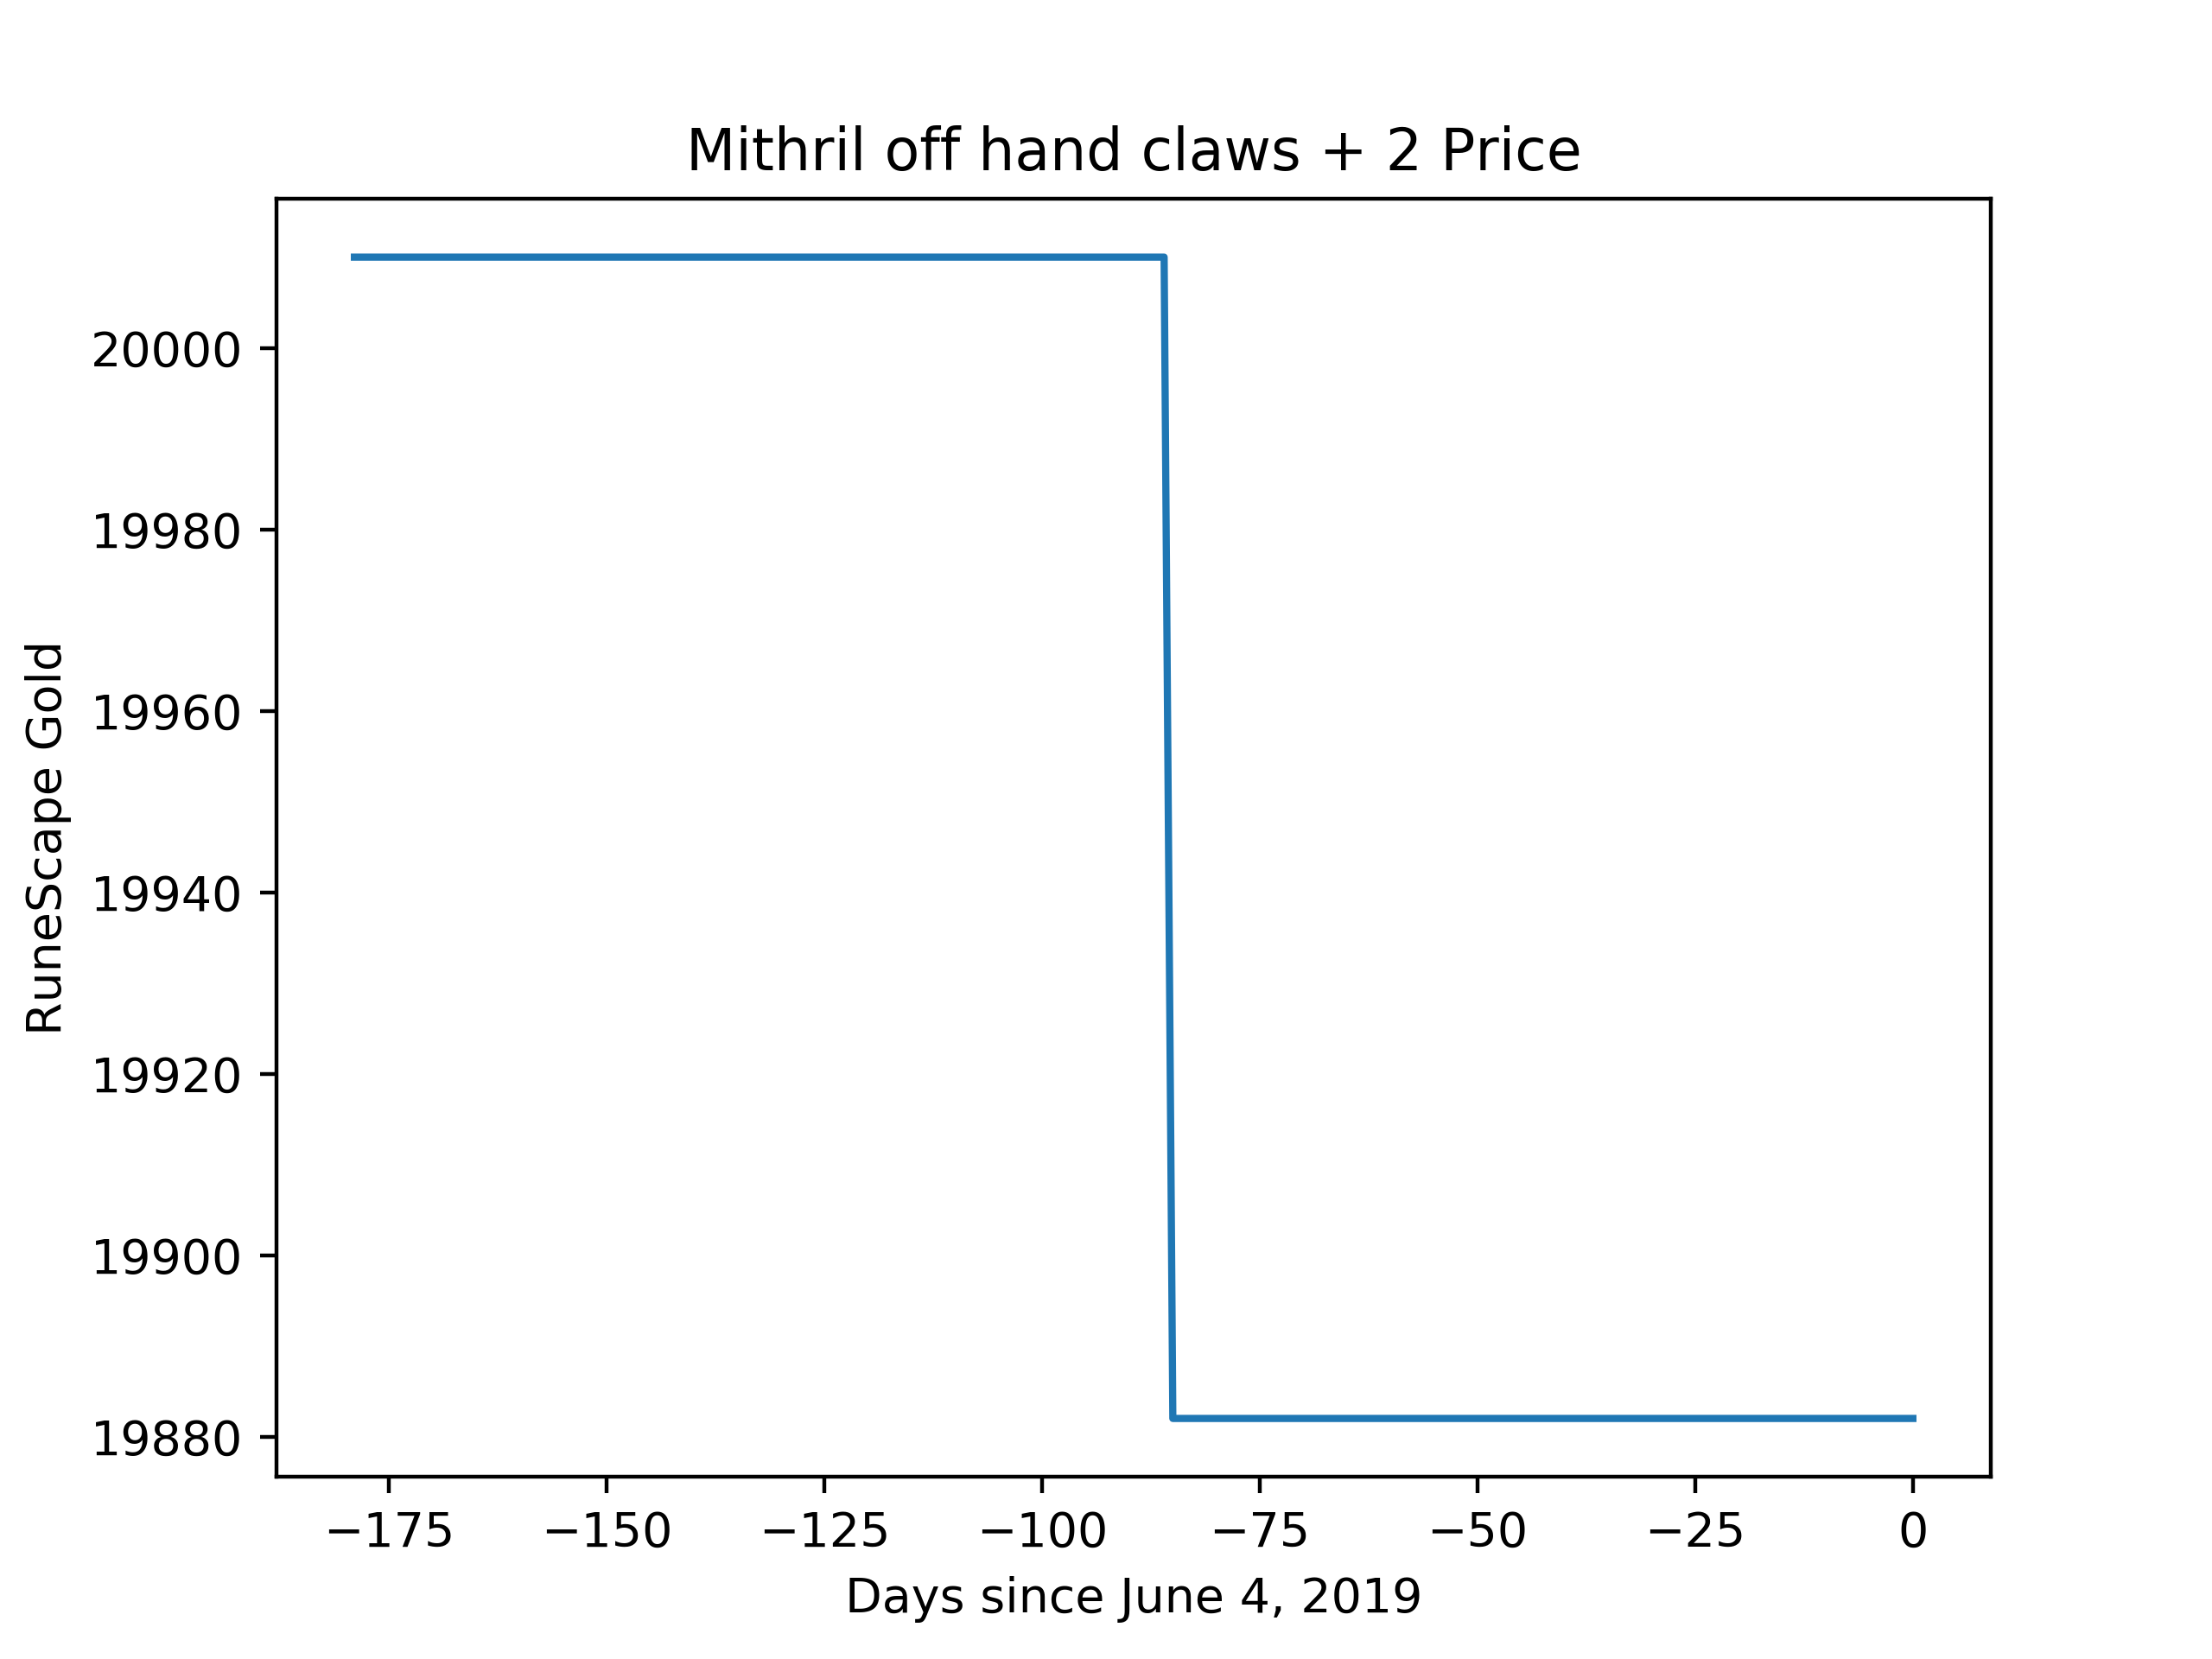 Mithril off hand claws + 2 Price
RuneScape Gold
20000
19980
19960
19940
19920
19900
19880
−175 −150 −125 −100 −75 −50 −25 0
Days since June 4, 2019